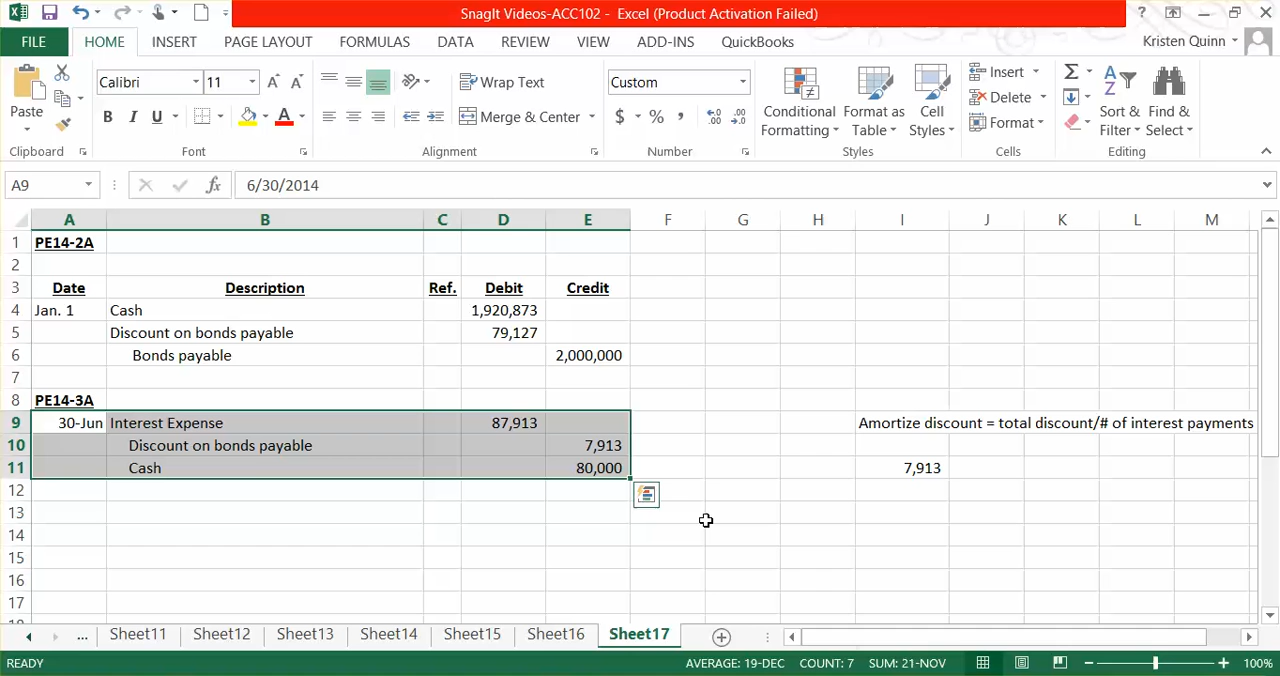 SnagIt Videos-ACC102 - Excel (Product Activation Failed)
?
FILE HOME INSERT PAGE LAYOUT FORMULAS DATA REVIEW VIEW ADD-INS QuickBooks Kristen Quinn
Paste
Calibri 11
B I U A
Wrap Text
Merge & Center
Custom
$ % ,
Conditional Formatting
Format as Table
Cell Styles
Insert
Delete
Format
Sort & Filter
Find & Select
Clipboard Font Alignment Number Styles Cells Editing
A9 fx 6/30/2014
A B C D E F G H I J K L M
1 PE14-2A
2
3 Date Description Ref. Debit Credit
4 Jan. 1 Cash 1,920,873
5 Discount on bonds payable 79,127
6 Bonds payable 2,000,000
7
8 PE14-3A
9 30-Jun Interest Expense 87,913 Amortize discount = total discount/# of interest payments
10 Discount on bonds payable 7,913
11 Cash 80,000 7,913
12
13
14
15
16
17
... Sheet11 Sheet12 Sheet13 Sheet14 Sheet15 Sheet16 Sheet17
READY AVERAGE: 19-DEC COUNT: 7 SUM: 21-NOV 100%